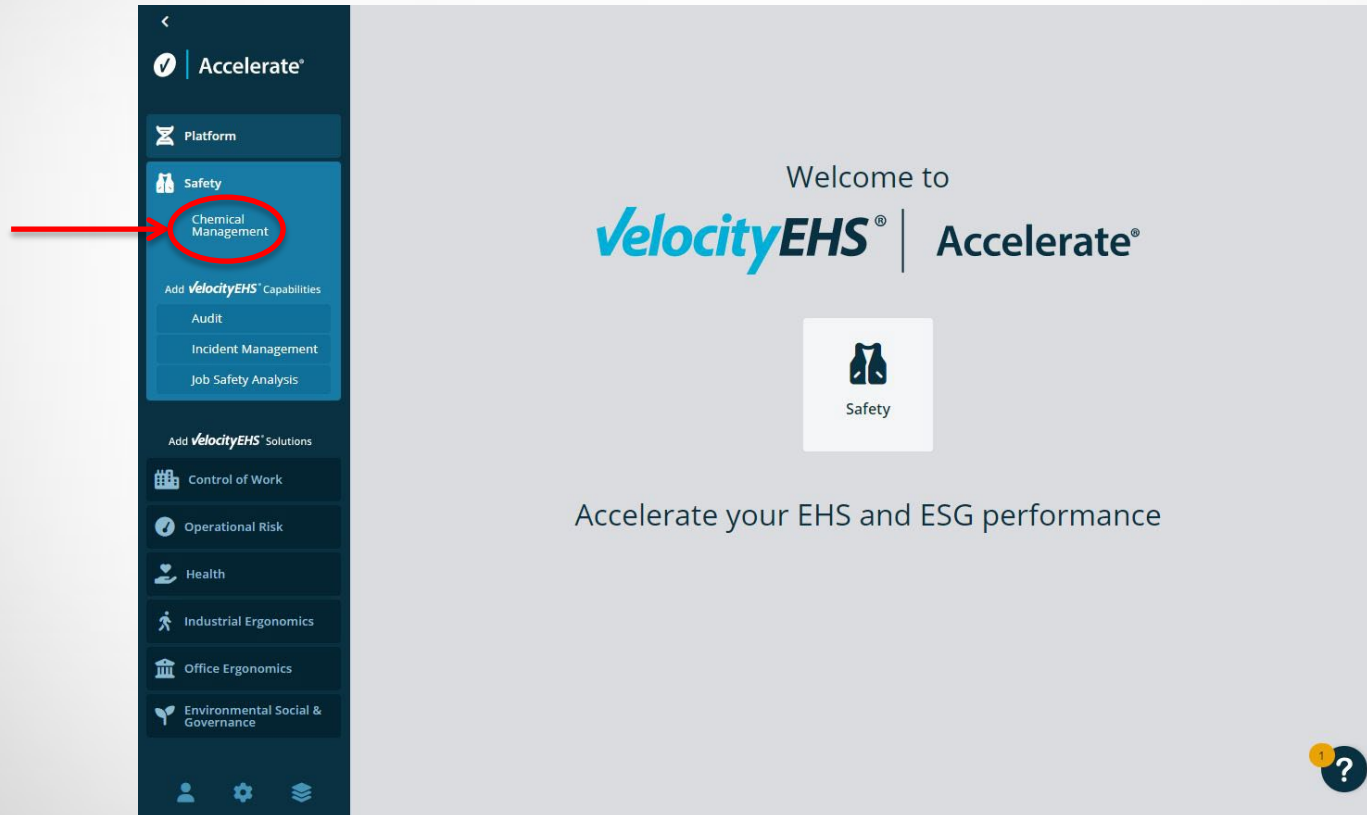 Accelerate®
Platform
Safety
Chemical
Management
Add VelocityEHS® Capabilities
Audit
Incident Management
Job Safety Analysis
Add VelocityEHS® Solutions
Control of Work
Operational Risk
Health
Industrial Ergonomics
Office Ergonomics
Environmental Social &
Governance
Welcome to
VelocityEHS® | Accelerate®
Safety
Accelerate your EHS and ESG performance
1
?